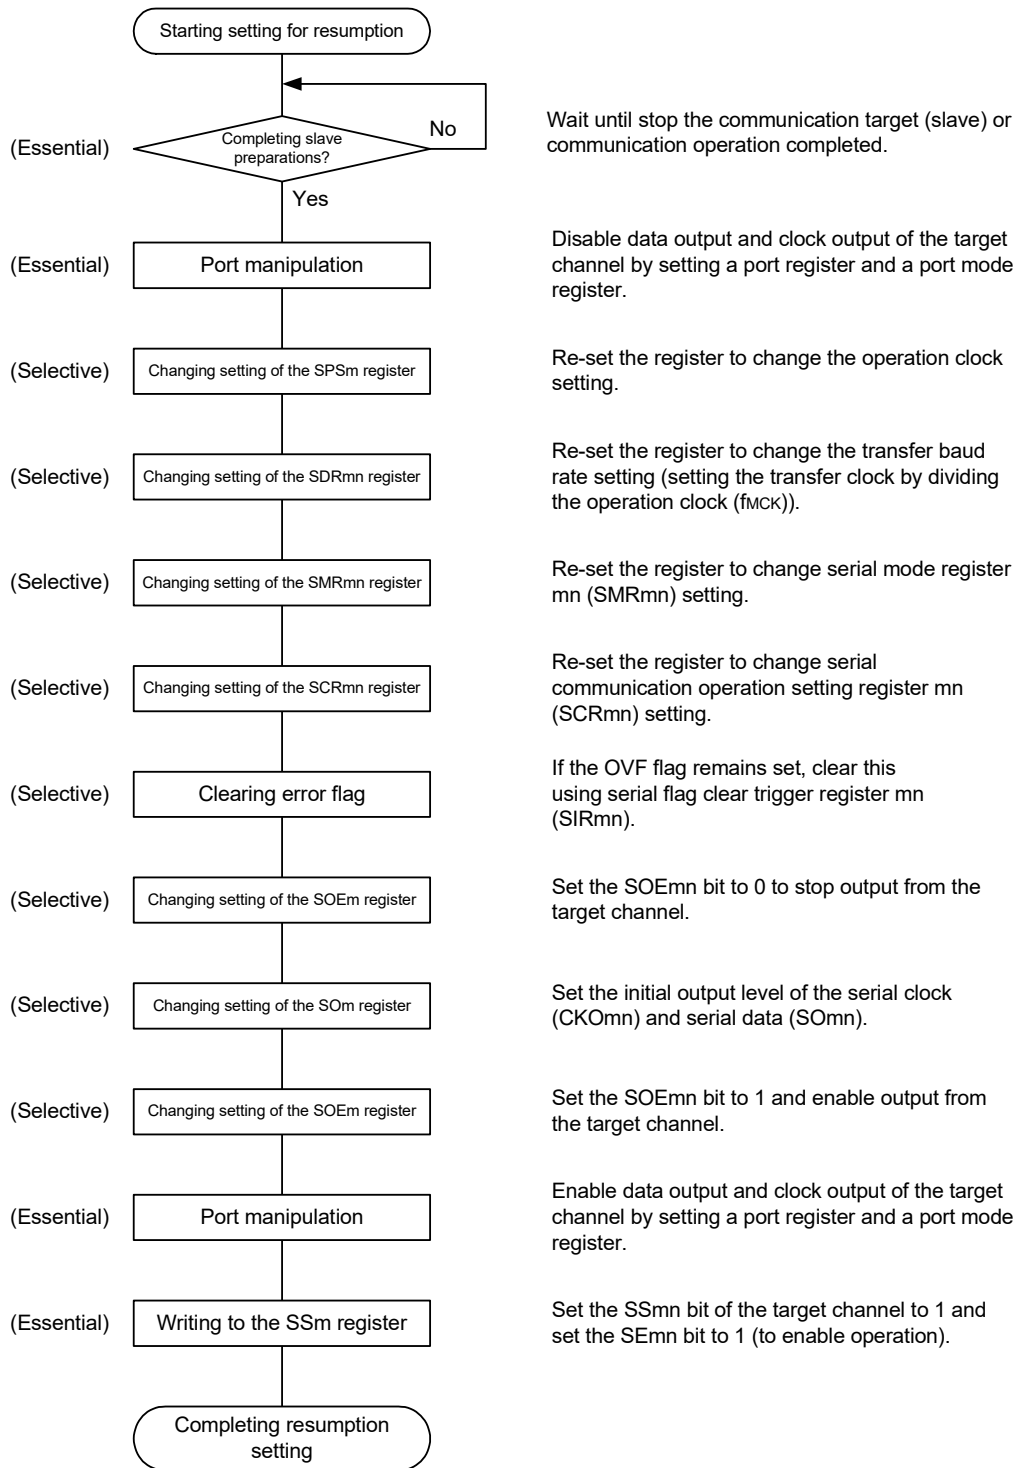 Starting setting for resumption
(Essential)
Completing slave
preparations?
No
Yes
Wait until stop the communication target (slave) or
communication operation completed.
(Essential)
Port manipulation
Disable data output and clock output of the target
channel by setting a port register and a port mode
register.
(Selective)
Changing setting of the SPSm register
Re-set the register to change the operation clock
setting.
(Selective)
Changing setting of the SDRmn register
Re-set the register to change the transfer baud
rate setting (setting the transfer clock by dividing
the operation clock (fMCK)).
(Selective)
Changing setting of the SMRmn register
Re-set the register to change serial mode register
mn (SMRmn) setting.
(Selective)
Changing setting of the SCRmn register
Re-set the register to change serial
communication operation setting register mn
(SCRmn) setting.
(Selective)
Clearing error flag
If the OVF flag remains set, clear this
using serial flag clear trigger register mn
(SIRmn).
(Selective)
Changing setting of the SOEm register
Set the SOEmn bit to 0 to stop output from the
target channel.
(Selective)
Changing setting of the SOm register
Set the initial output level of the serial clock
(CKOmn) and serial data (SOmn).
(Selective)
Changing setting of the SOEm register
Set the SOEmn bit to 1 and enable output from
the target channel.
(Essential)
Port manipulation
Enable data output and clock output of the target
channel by setting a port register and a port mode
register.
(Essential)
Writing to the SSm register
Set the SSmn bit of the target channel to 1 and
set the SEmn bit to 1 (to enable operation).
Completing resumption
setting